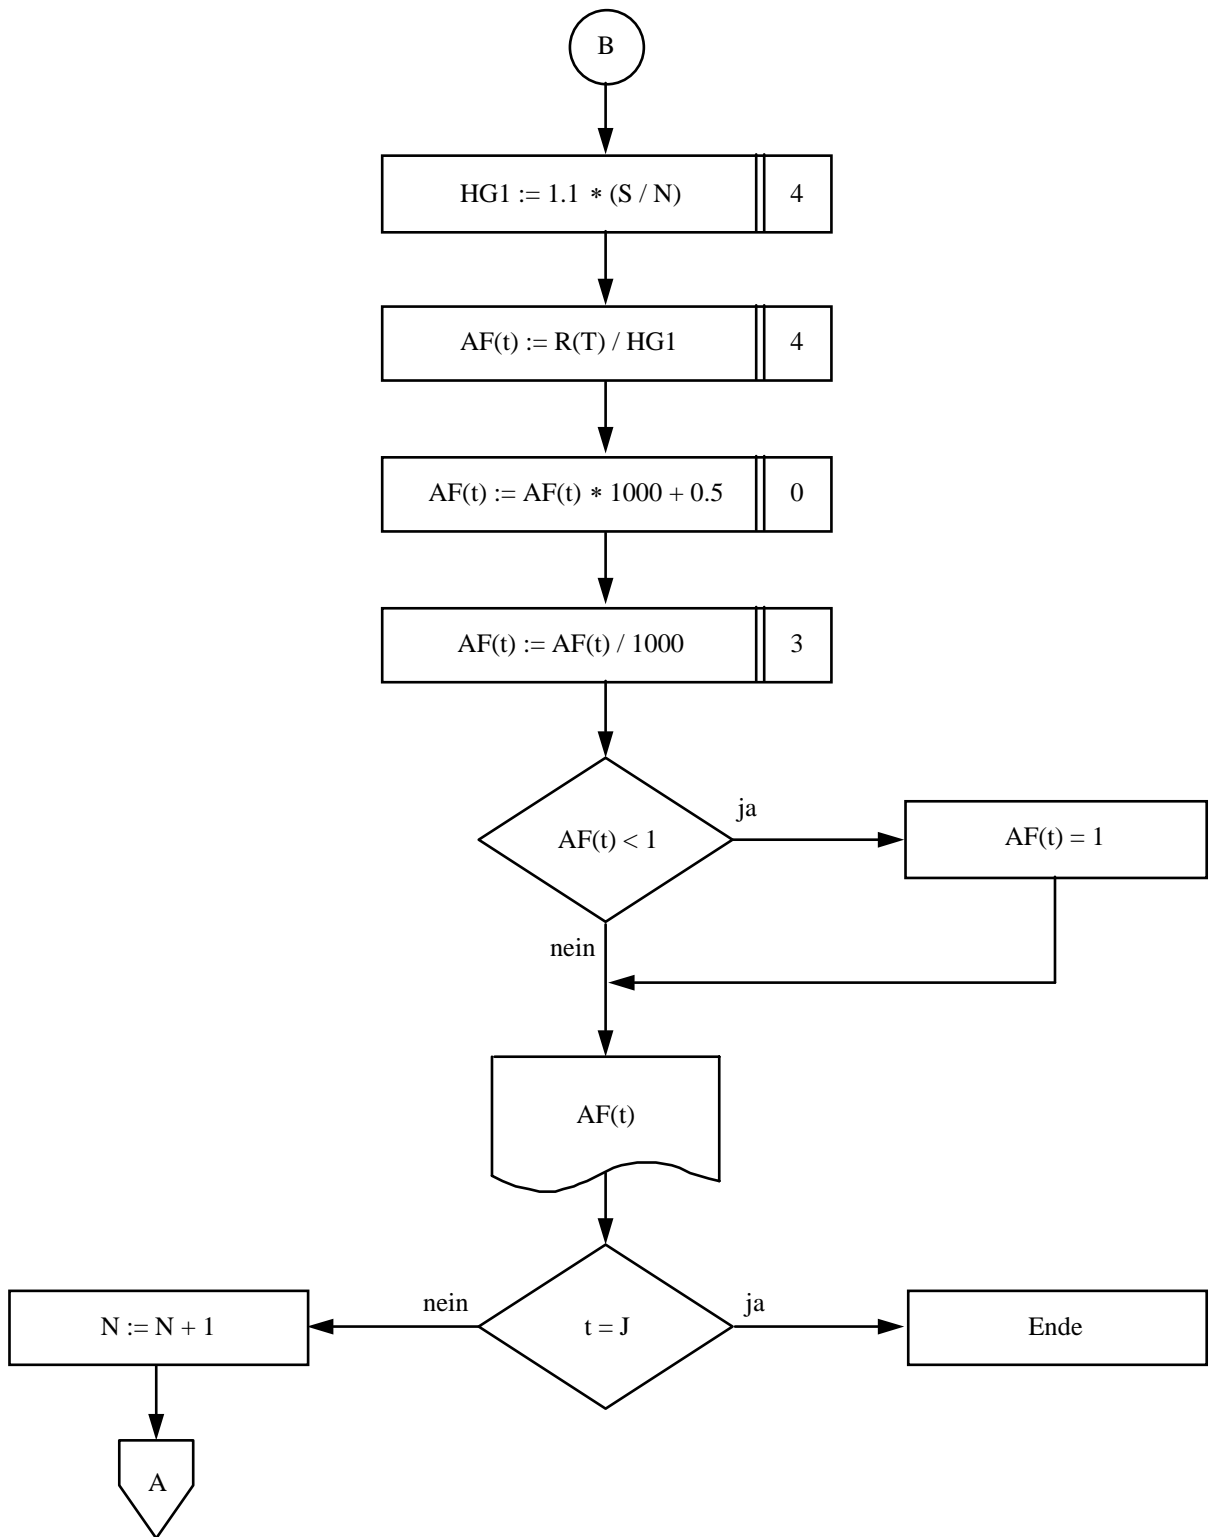 B
HG1 := 1.1 * (S / N) 4
AF(t) := R(T) / HG1 4
AF(t) := AF(t) * 1000 + 0.5 0
AF(t) := AF(t) / 1000 3
ja
AF(t) < 1
AF(t) = 1
nein
AF(t)
nein
ja
N := N + 1
t = J
Ende
A